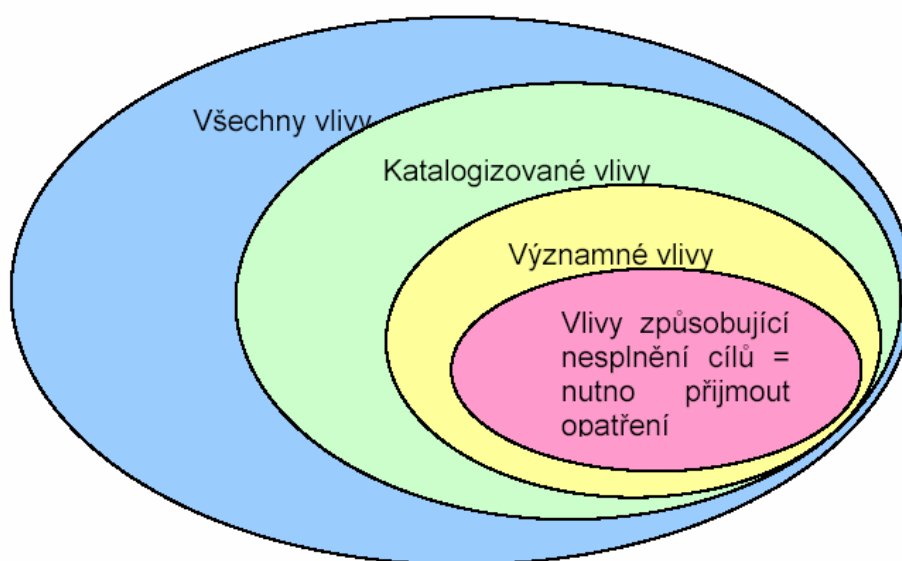 Všechny vlivy
Katalogizované vlivy
Významné vlivy
Vlivy způsobující
nesplnění cílů =
nutno přijmout
opatření